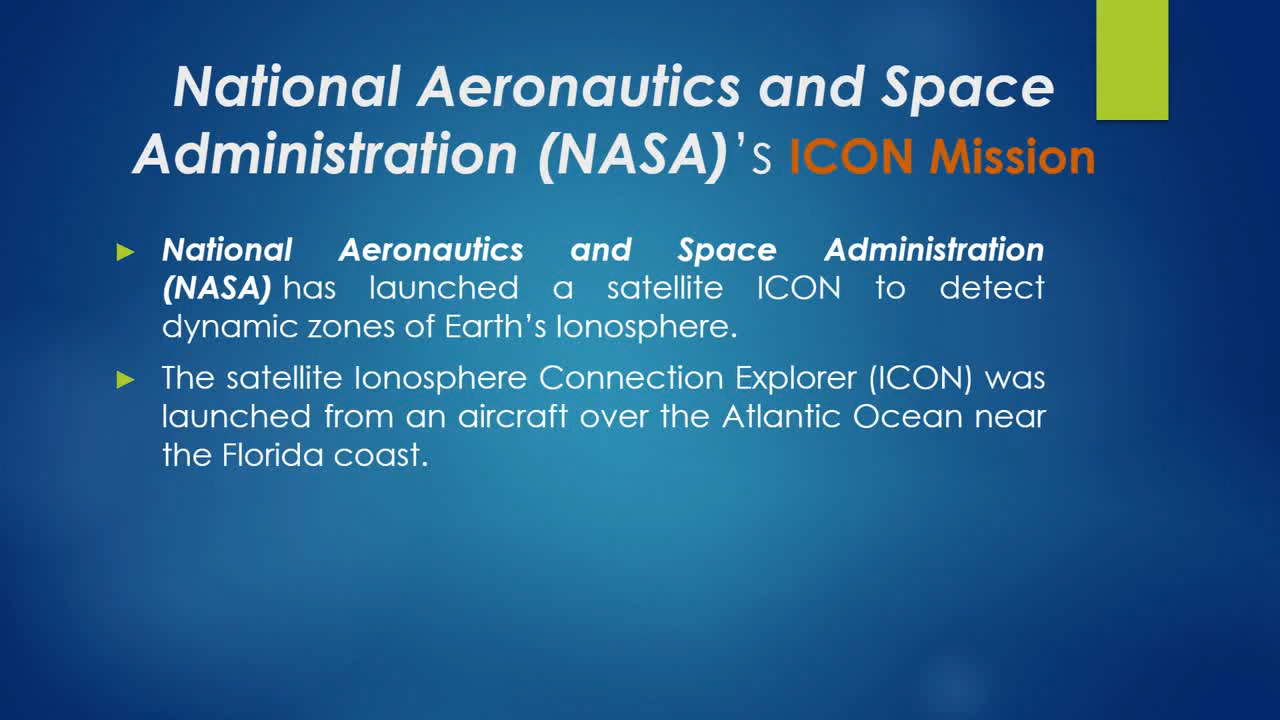 National Aeronautics and Space
Administration (NASA)’s ICON Mission
National Aeronautics and Space Administration
(NASA) has launched a satellite ICON to detect
dynamic zones of Earth’s Ionosphere.
The satellite Ionosphere Connection Explorer (ICON) was
launched from an aircraft over the Atlantic Ocean near
the Florida coast.